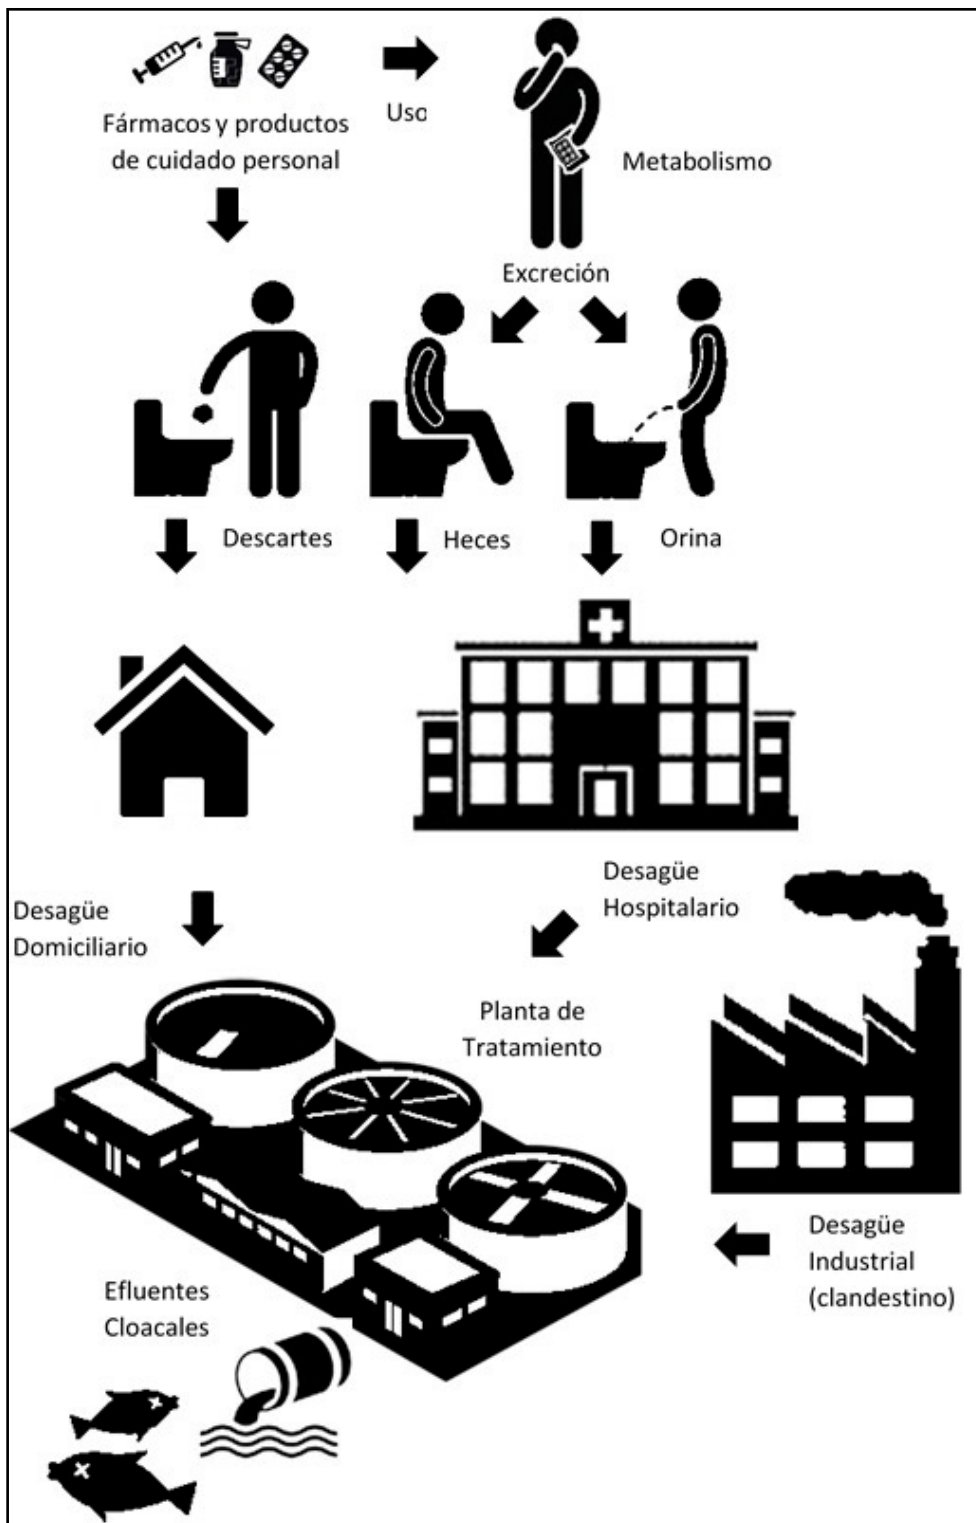 Fármacos y productos
de cuidado personal
Uso
Metabolismo
Excreción
Descartes
Heces
Orina
Desagüe
Domiciliario
Desagüe
Hospitalario
Planta de
Tratamiento
Desagüe
Industrial
(clandestino)
Efluentes
Cloacales